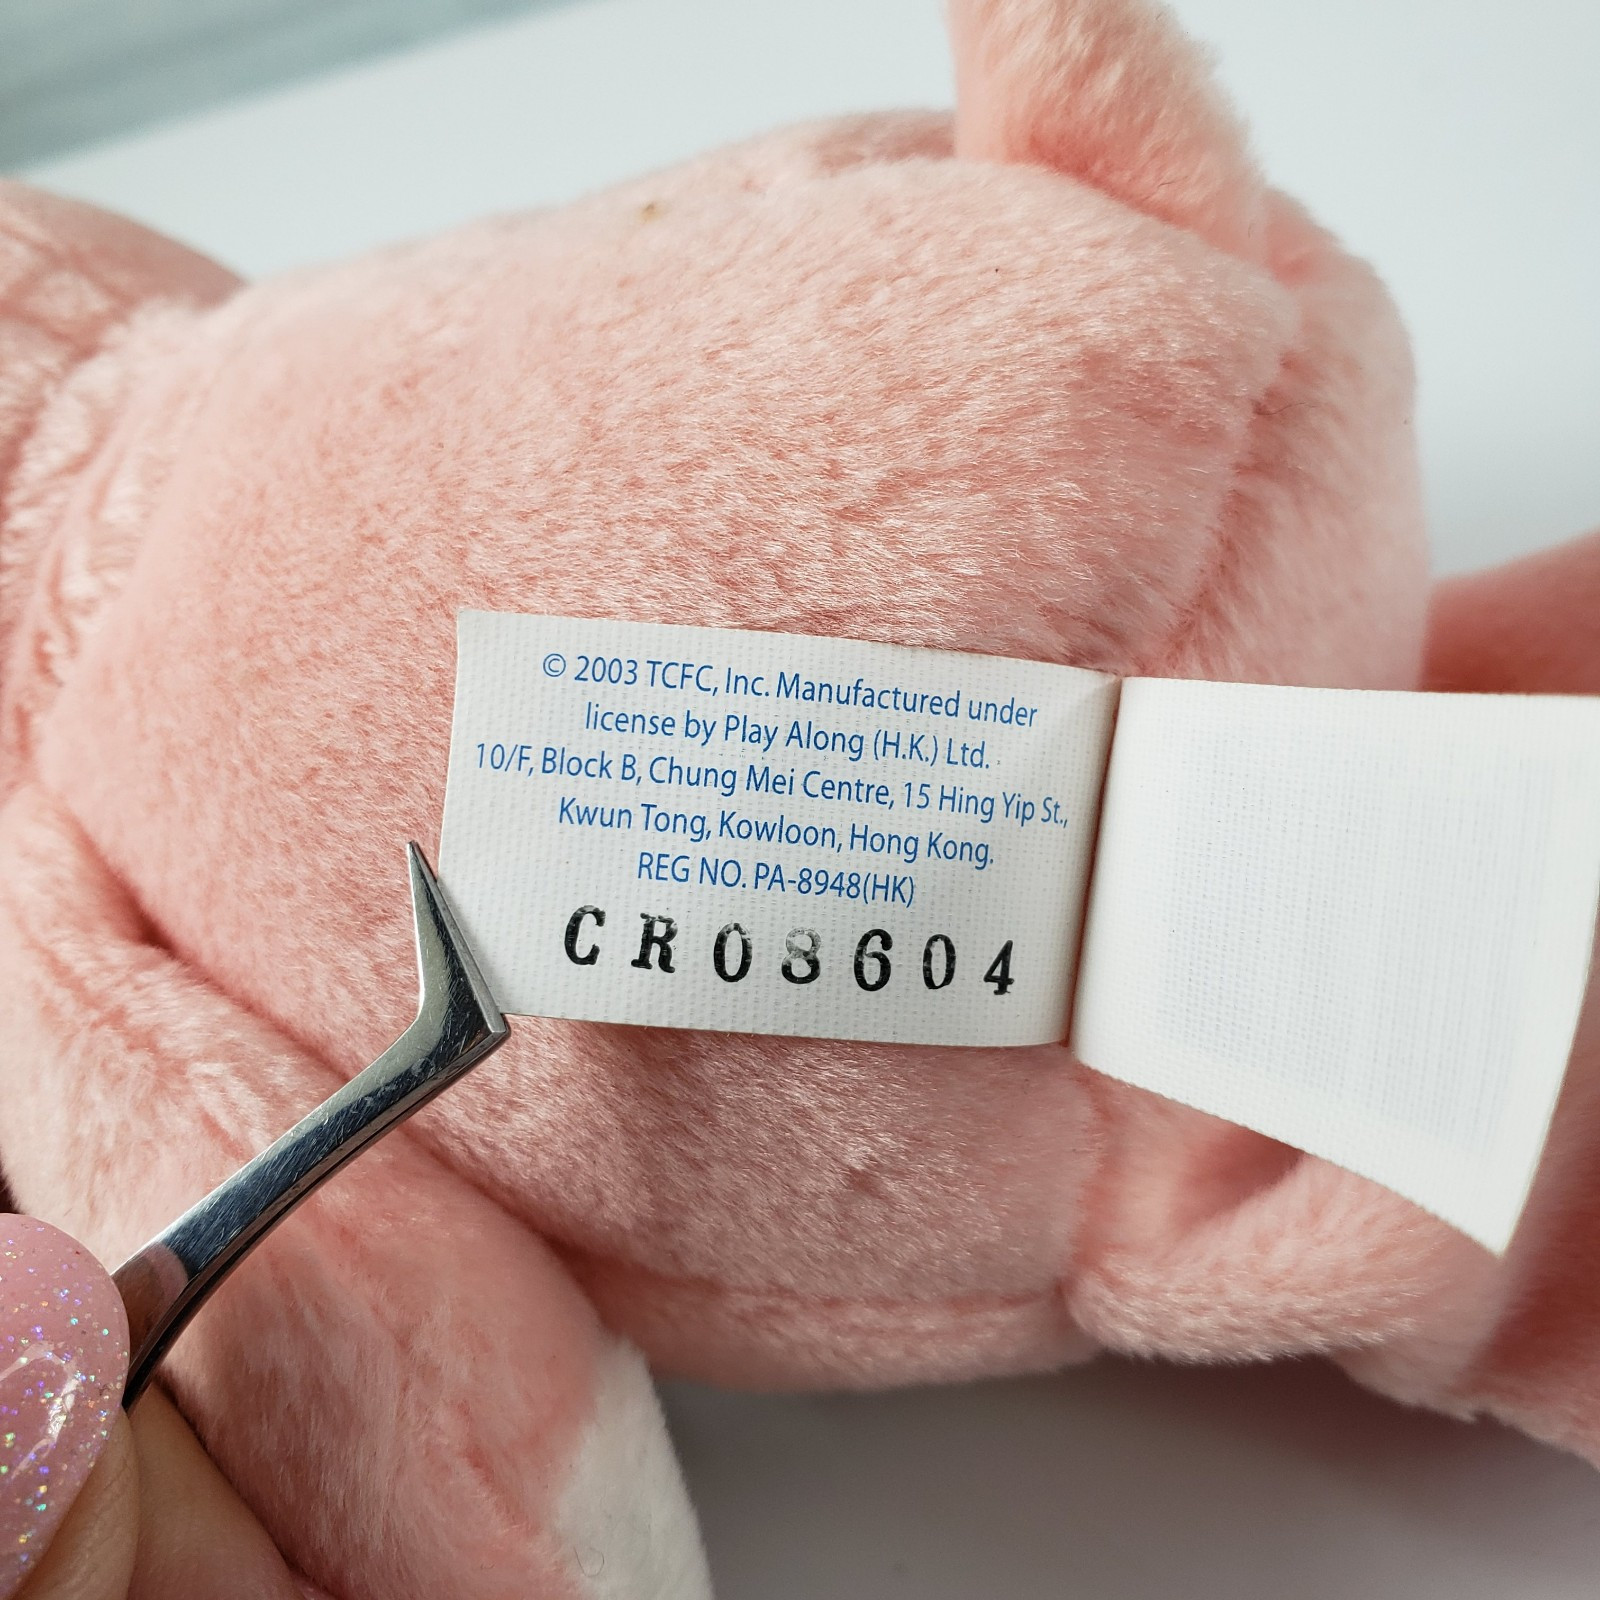 © 2003 TCFC, Inc. Manufactured under
license by Play Along (H.K.) Ltd.
10/F, Block B, Chung Mei Centre, 15 Hing Yip St.,
Kwun Tong, Kowloon, Hong Kong.
REG NO. PA-8948(HK)
CR08604